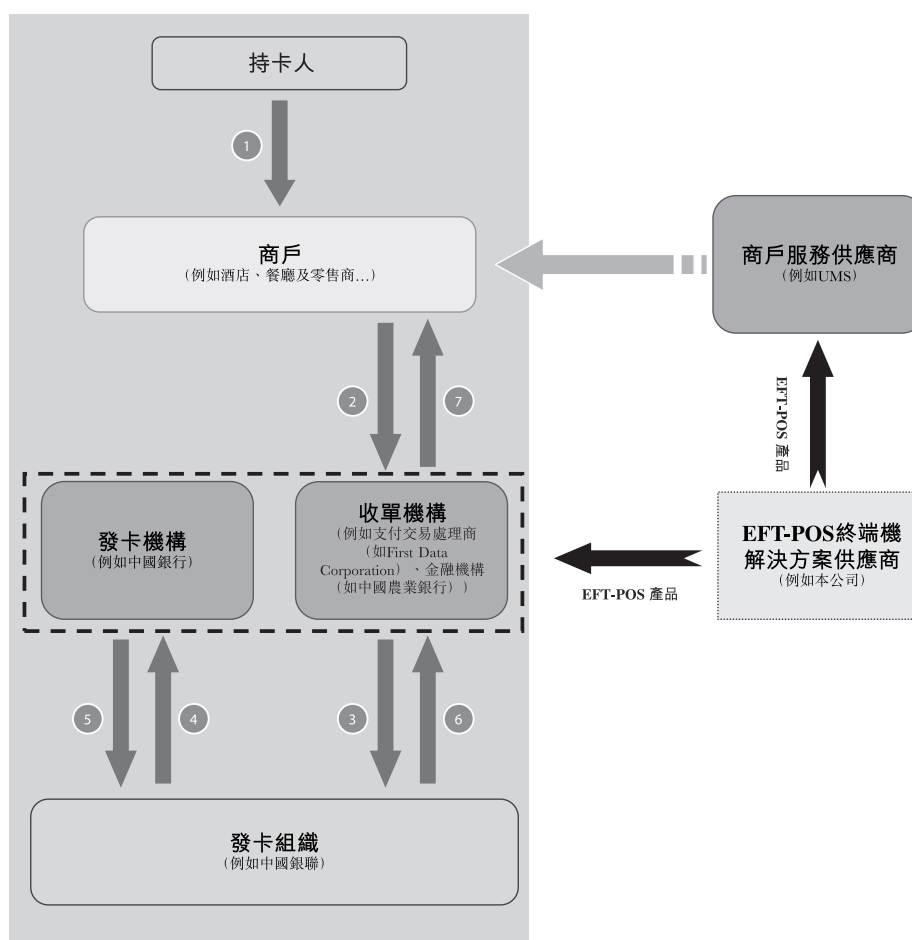 持卡人
1
商戶
(例如酒店、餐廳及零售商...)
商戶服務供應商
(例如UMS)
2
7
EFT-POS 產品
發卡機構
(例如中國銀行)
收單機構
(例如支付交易處理商
(如First Data
Corporation)、金融機構
(如中國農業銀行))
EFT-POS 產品
EFT-POS終端機
解決方案供應商
(例如本公司)
5
4
3
6
發卡組織
(例如中國銀聯)